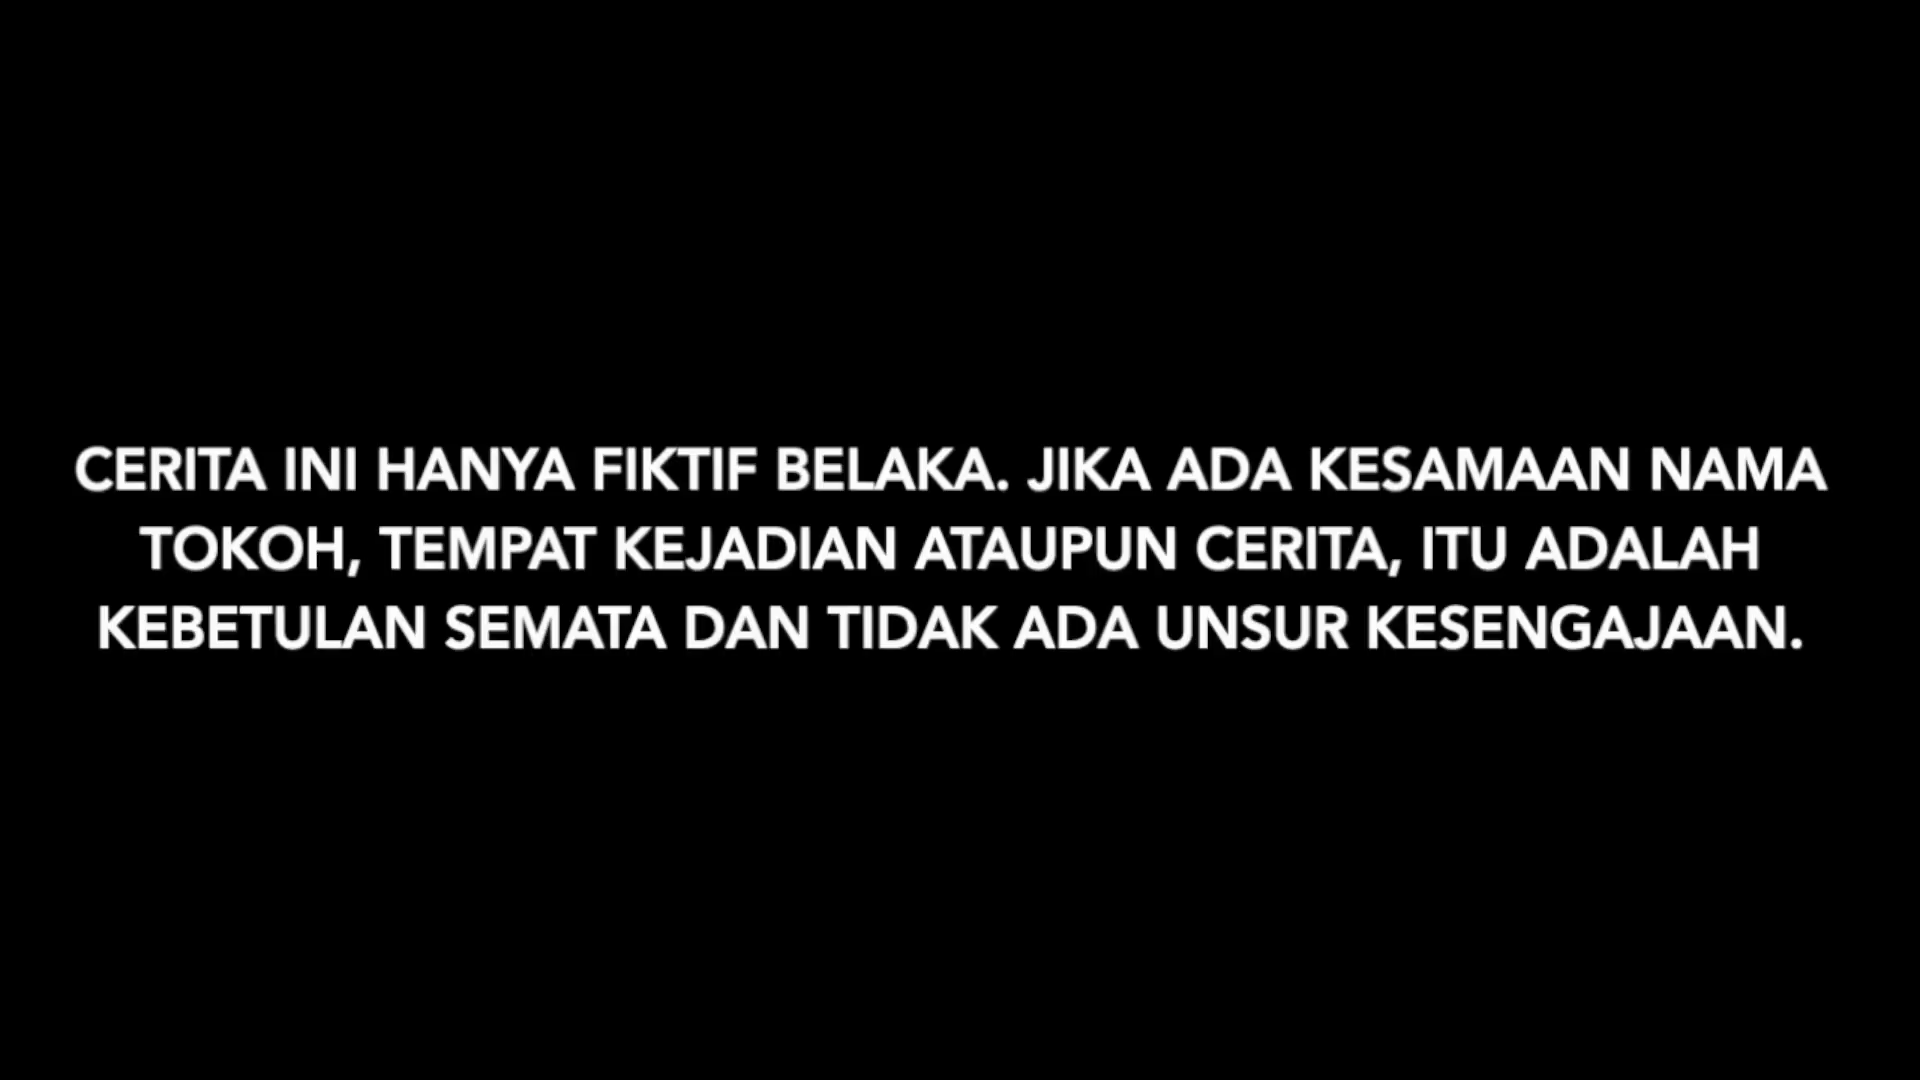 CERITA INI HANYA FIKTIF BELAKA. JIKA ADA KESAMAAN NAMA
TOKOH, TEMPAT KEJADIAN ATAUPUN CERITA, ITU ADALAH
KEBETULAN SEMATA DAN TIDAK ADA UNSUR KESENGAJAAN.